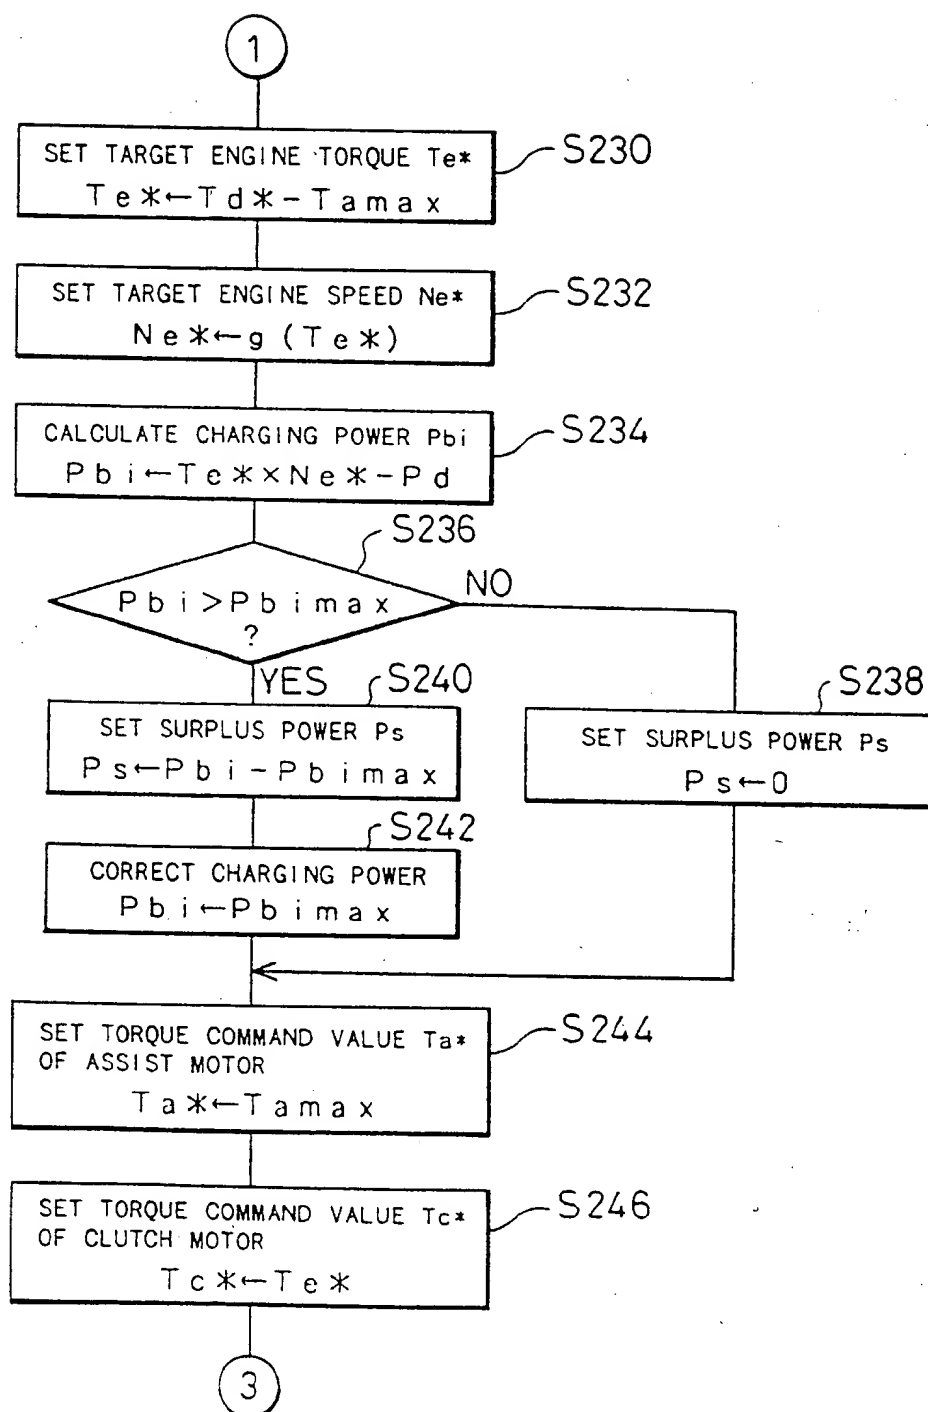 1
SET TARGET ENGINE TORQUE Te*
Te*←Td*-Tamax
S230
SET TARGET ENGINE SPEED Ne*
Ne*←g(Te*)
S232
CALCULATE CHARGING POWER Pbi
Pbi←Te*×Ne*-Pd
S234
S236
Pbi>Pbimax
?
NO
YES
S240
SET SURPLUS POWER Ps
Ps←Pbi-Pbimax
S238
SET SURPLUS POWER Ps
Ps←0
S242
CORRECT CHARGING POWER
Pbi←Pbimax
SET TORQUE COMMAND VALUE Ta*
OF ASSIST MOTOR
Ta*←Tamax
S244
SET TORQUE COMMAND VALUE Tc*
OF CLUTCH MOTOR
Tc*←Te*
S246
3